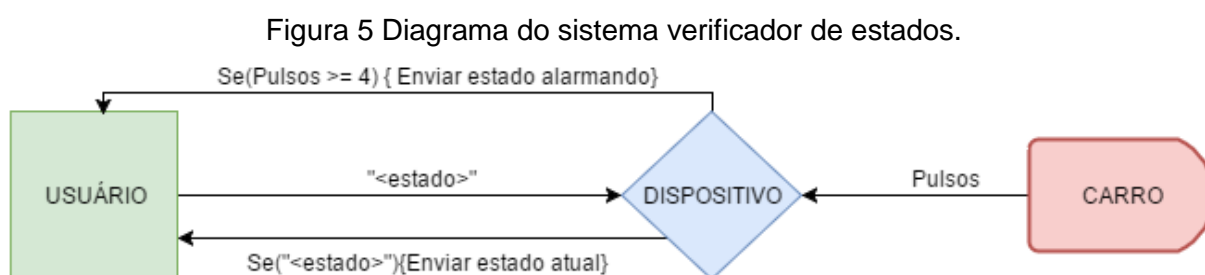 Figura 5 Diagrama do sistema verificador de estados.
Se(Pulsos >= 4) { Enviar estado alarmando}
USUÁRIO
"<estado>"
DISPOSITIVO
Pulsos
CARRO
Se("<estado>"){Enviar estado atual}